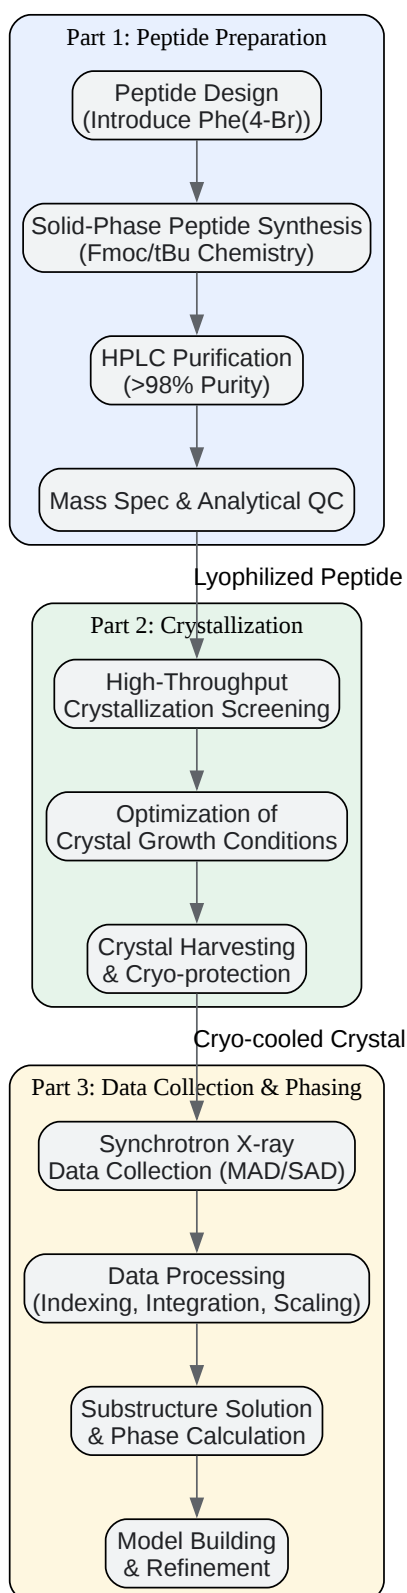 Part 1: Peptide Preparation
Peptide Design
(Introduce Phe(4-Br))
Solid-Phase Peptide Synthesis
(Fmoc/tBu Chemistry)
HPLC Purification
(>98% Purity)
Mass Spec & Analytical QC
Lyophilized Peptide
Part 2: Crystallization
High-Throughput
Crystallization Screening
Optimization of
Crystal Growth Conditions
Crystal Harvesting
& Cryo-protection
Cryo-cooled Crystal
Part 3: Data Collection & Phasing
Synchrotron X-ray
Data Collection (MAD/SAD)
Data Processing
(Indexing, Integration, Scaling)
Substructure Solution
& Phase Calculation
Model Building
& Refinement